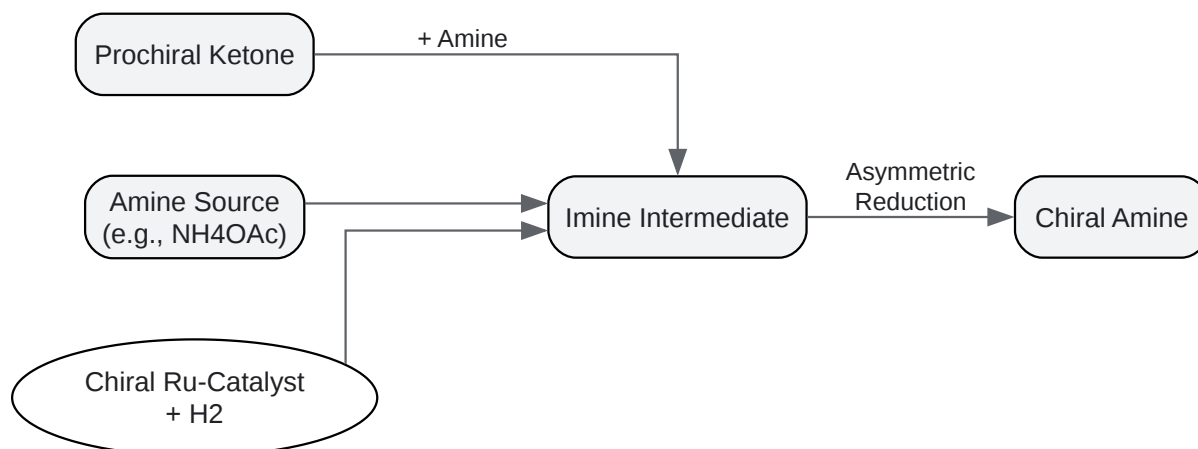 Prochiral Ketone
+ Amine
Amine Source
(e.g., NH4OAc)
Imine Intermediate
Asymmetric
Reduction
Chiral Amine
Chiral Ru-Catalyst
+ H2